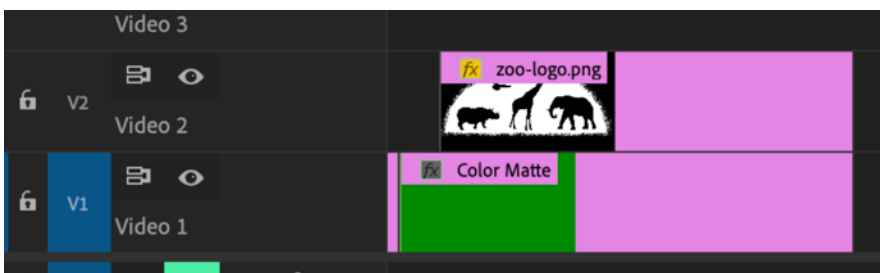 Video 3
fx zoo-logo.png
V2
Video 2
fx Color Matte
V1
Video 1